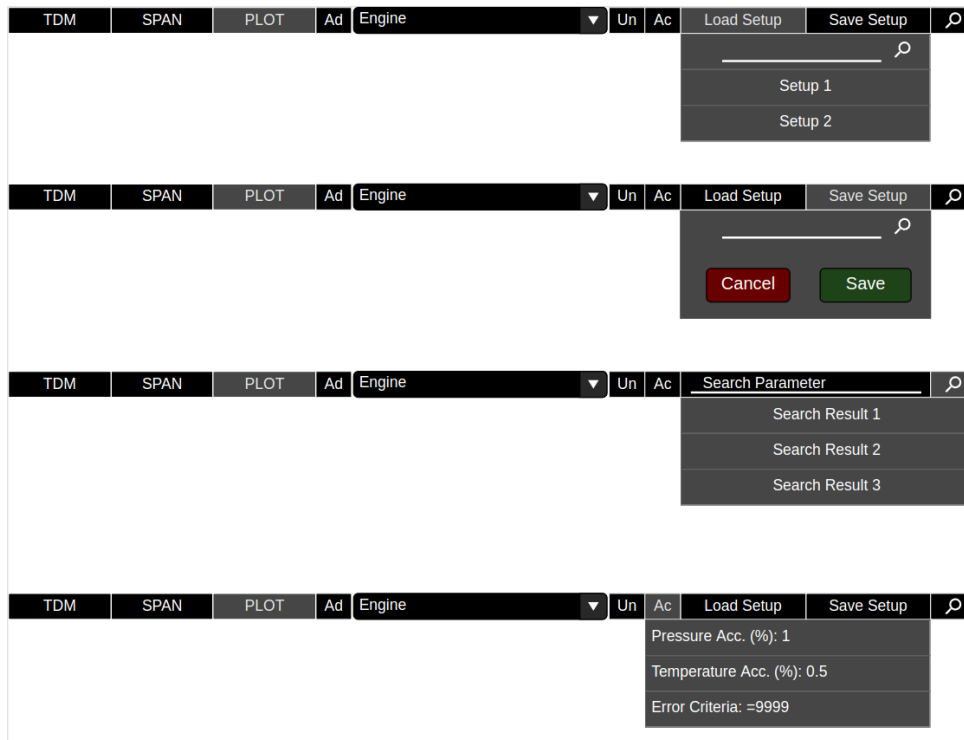 TDM SPAN PLOT Ad Engine Un Ac Load Setup Save Setup
Setup 1
Setup 2
TDM SPAN PLOT Ad Engine Un Ac Load Setup Save Setup
Cancel Save
TDM SPAN PLOT Ad Engine Un Ac Search Parameter
Search Result 1
Search Result 2
Search Result 3
TDM SPAN PLOT Ad Engine Un Ac Load Setup Save Setup
Pressure Acc. (%): 1
Temperature Acc. (%): 0.5
Error Criteria: =9999